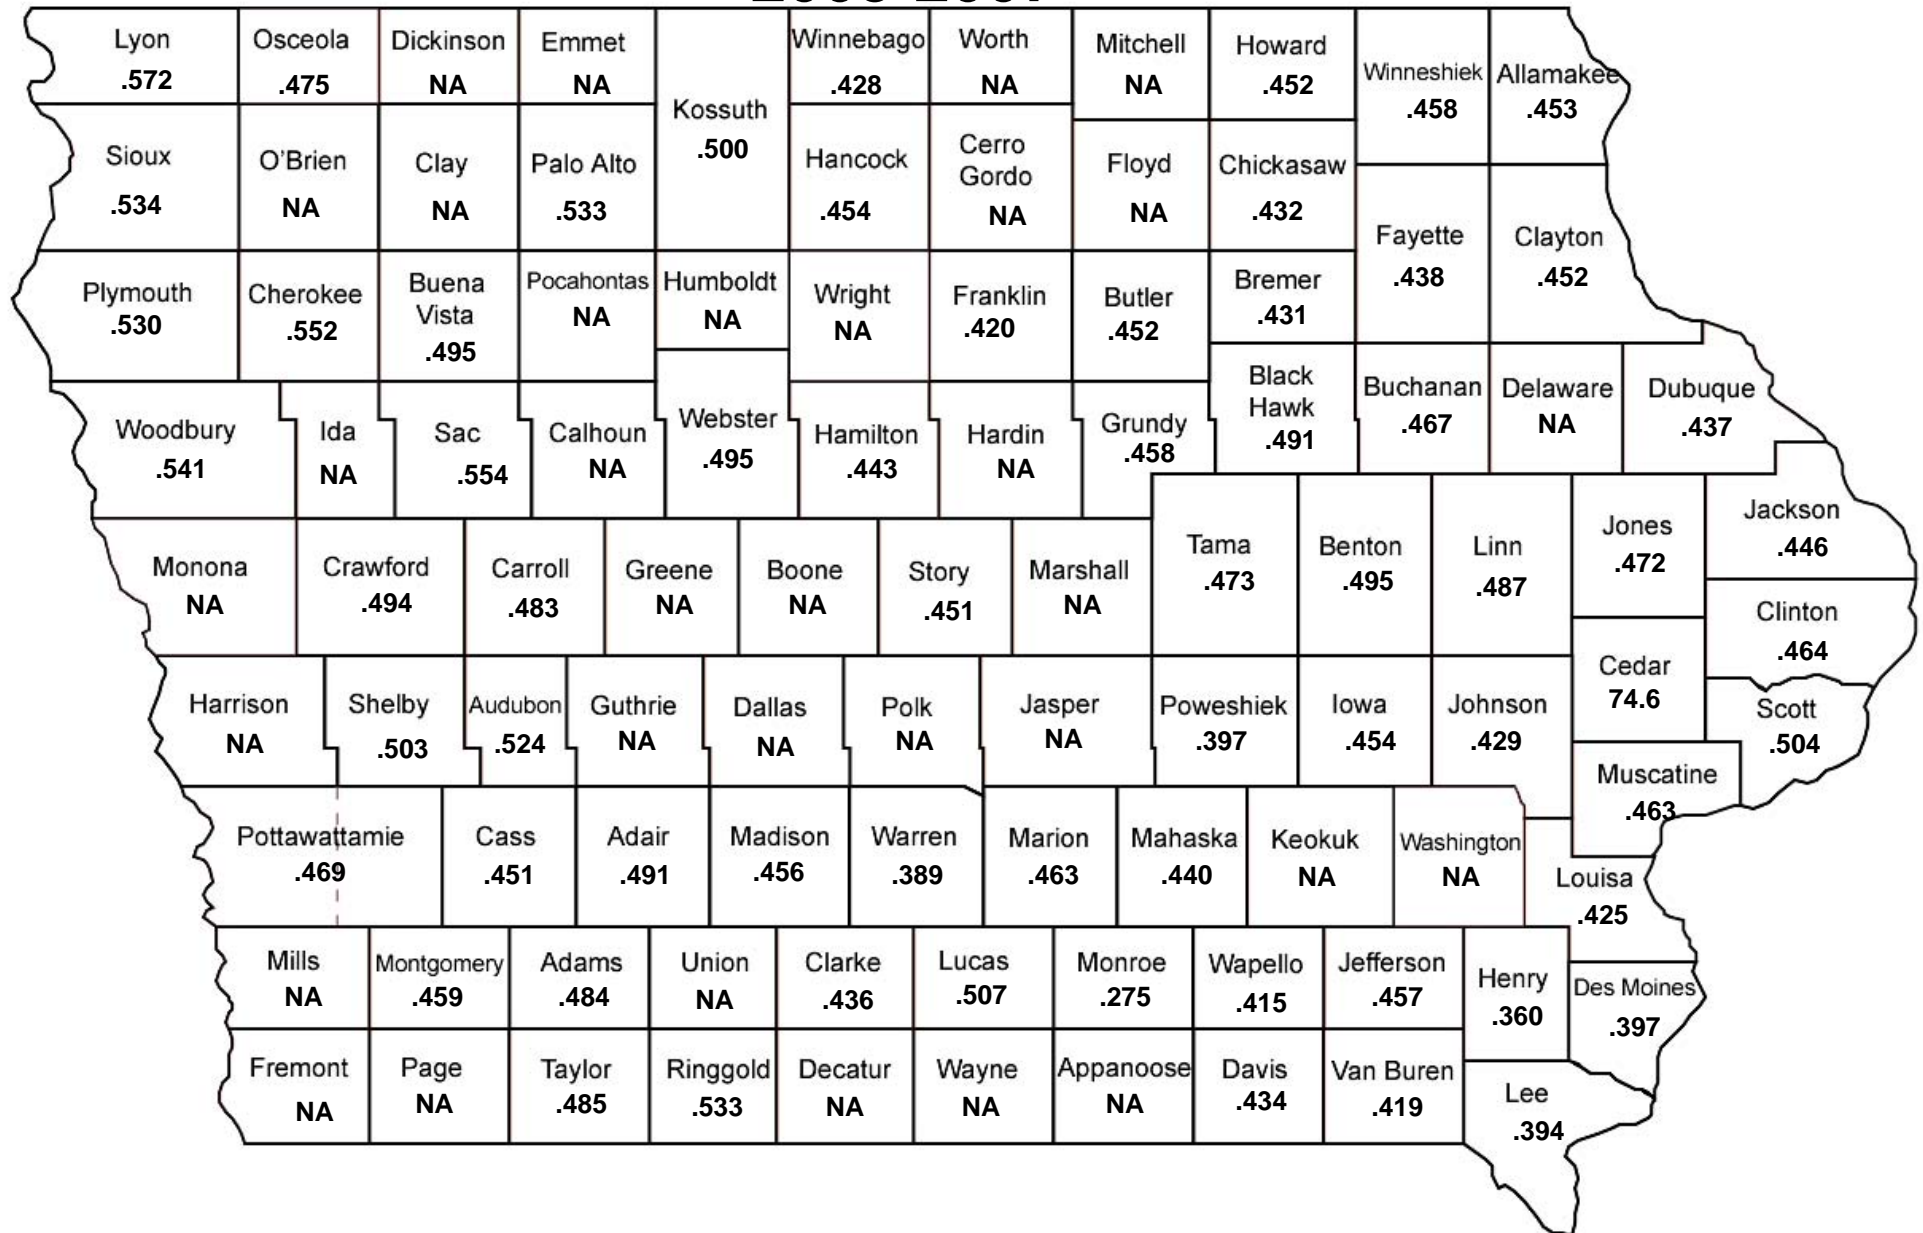 Lyon
.572
Osceola
.475
Dickinson
NA
Emmet
NA
Kossuth
.500
Winnebago
.428
Worth
NA
Mitchell
NA
Howard
.452
Winneshiek
.458
Allamakee
.453
Sioux
.534
O'Brien
NA
Clay
NA
Palo Alto
.533
Hancock
.454
Cerro
Gordo
NA
Floyd
NA
Chickasaw
.432
Fayette
.438
Clayton
.452
Plymouth
.530
Cherokee
.552
Buena
Vista
.495
Pocahontas
NA
Humboldt
NA
Wright
NA
Franklin
.420
Butler
.452
Bremer
.431
Woodbury
.541
Ida
NA
Sac
.554
Calhoun
NA
Webster
.495
Hamilton
.443
Hardin
NA
Grundy
.458
Black
Hawk
.491
Buchanan
.467
Delaware
NA
Dubuque
.437
Monona
NA
Crawford
.494
Carroll
.483
Greene
NA
Boone
NA
Story
.451
Marshall
NA
Tama
.473
Benton
.495
Linn
.487
Jones
.472
Jackson
.446
Clinton
.464
Harrison
NA
Shelby
.503
Audubon
.524
Guthrie
NA
Dallas
NA
Polk
NA
Jasper
NA
Poweshiek
.397
Iowa
.454
Johnson
.429
Cedar
74.6
Scott
.504
Muscatine
.463
Pottawattamie
.469
Cass
.451
Adair
.491
Madison
.456
Warren
.389
Marion
.463
Mahaska
.440
Keokuk
NA
Washington
NA
Louisa
.425
Mills
NA
Montgomery
.459
Adams
.484
Union
NA
Clarke
.436
Lucas
.507
Monroe
.275
Wapello
.415
Jefferson
.457
Henry
.360
Des Moines
.397
Fremont
NA
Page
NA
Taylor
.485
Ringgold
.533
Decatur
NA
Wayne
NA
Appanoose
NA
Davis
.434
Van Buren
.419
Lee
.394